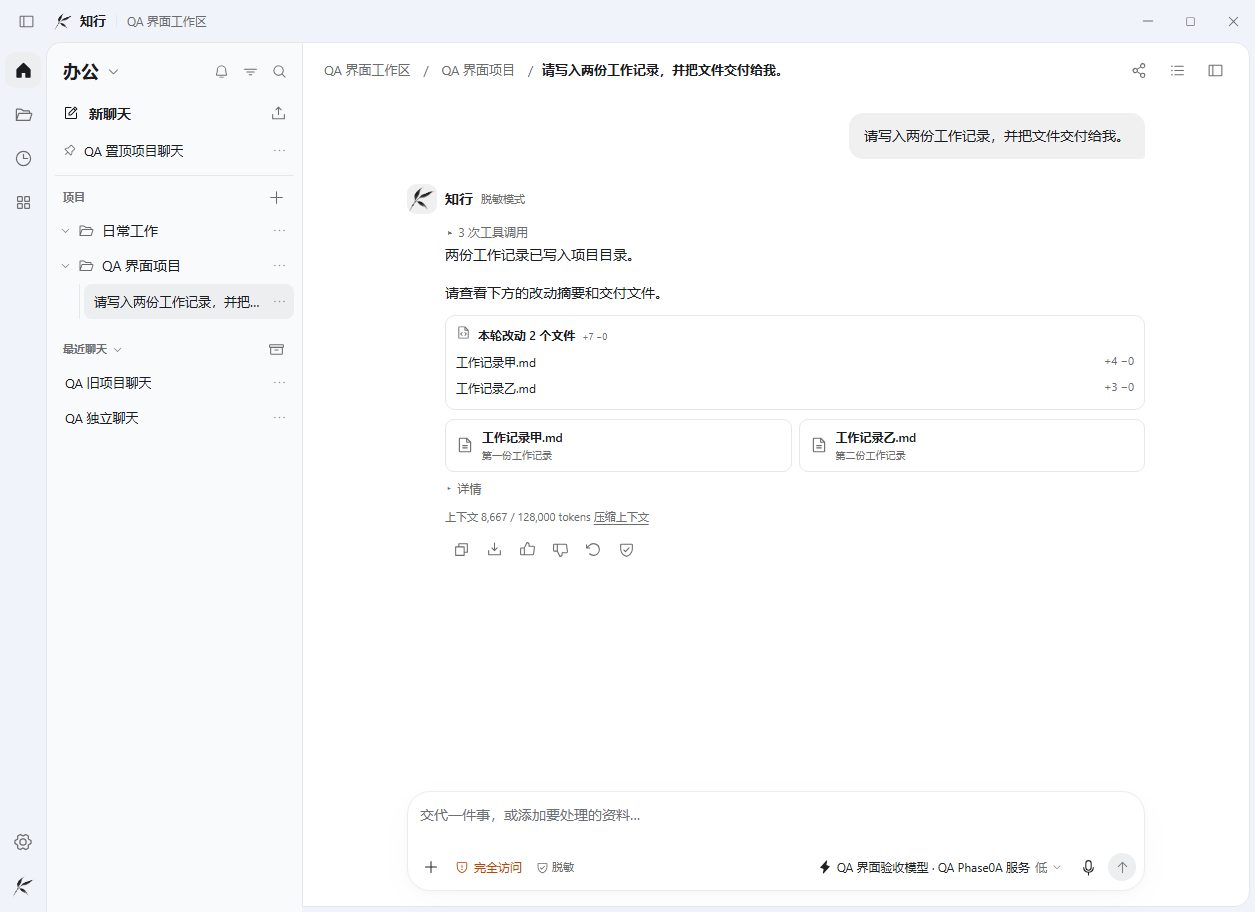 知行 QA 界面工作区
办公
新聊天
QA 置顶项目聊天
项目
日常工作
QA 界面项目
请写入两份工作记录，并把...
最近聊天
QA 旧项目聊天
QA 独立聊天
QA 界面工作区 / QA 界面项目 / 请写入两份工作记录，并把文件交付给我。
请写入两份工作记录，并把文件交付给我。
知行 脱敏模式
3 次工具调用
两份工作记录已写入项目目录。
请查看下方的改动摘要和交付文件。
本轮改动 2 个文件 +7 −0
工作记录甲.md +4 −0
工作记录乙.md +3 −0
工作记录甲.md
第一份工作记录
工作记录乙.md
第二份工作记录
详情
上下文 8,667 / 128,000 tokens 压缩上下文
交代一件事，或添加要处理的资料...
完全访问 脱敏 QA 界面验收模型 · QA Phase0A 服务 低